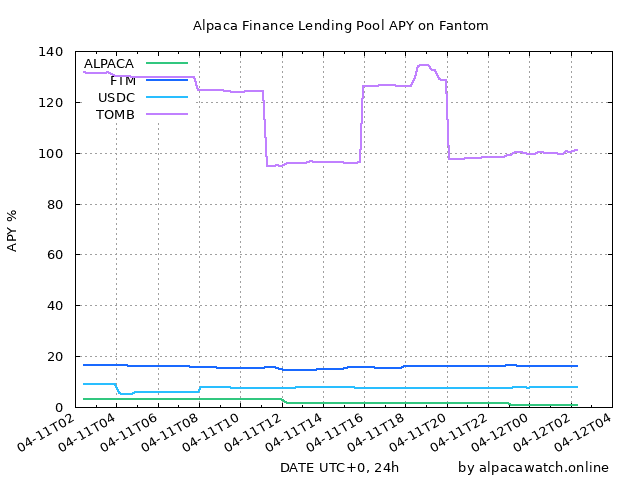 Alpaca Finance Lending Pool APY on Fantom
140
120
100
80
60
40
20
0
APY %
ALPACA
FTM
USDC
TOMB
04-11T02
04-11T04
04-11T06
04-11T08
04-11T10
04-11T12
04-11T14
04-11T16
04-11T18
04-11T20
04-11T22
04-12T00
04-12T02
04-12T04
DATE UTC+0, 24h
by alpacawatch.online